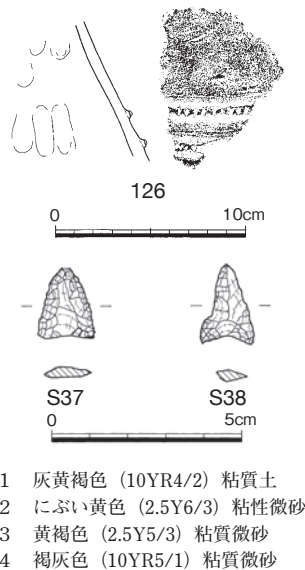 126
0 10cm
S37 S38
0 5cm
1 灰黄褐色（10YR4/2）粘質土
2 にぶい黄色（2.5Y6/3）粘性微砂
3 黄褐色（2.5Y5/3）粘質微砂
4 褐灰色（10YR5/1）粘質微砂